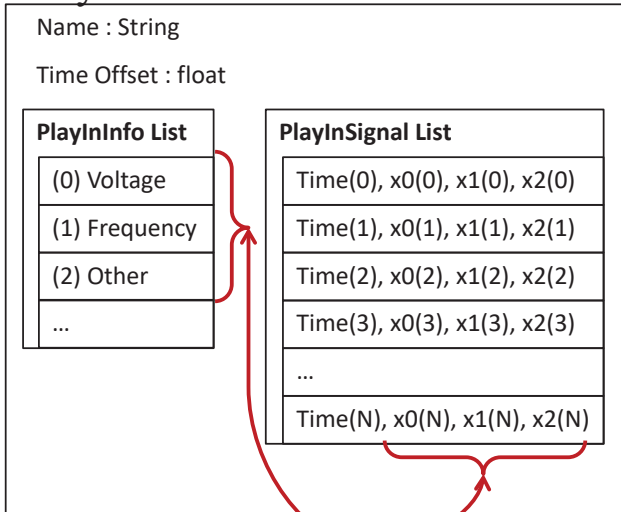 Name : String
Time Offset : float
PlayInInfo List
(0) Voltage
(1) Frequency
(2) Other
...
PlayInSignal List
Time(0), x0(0), x1(0), x2(0)
Time(1), x0(1), x1(1), x2(1)
Time(2), x0(2), x1(2), x2(2)
Time(3), x0(3), x1(3), x2(3)
...
Time(N), x0(N), x1(N), x2(N)